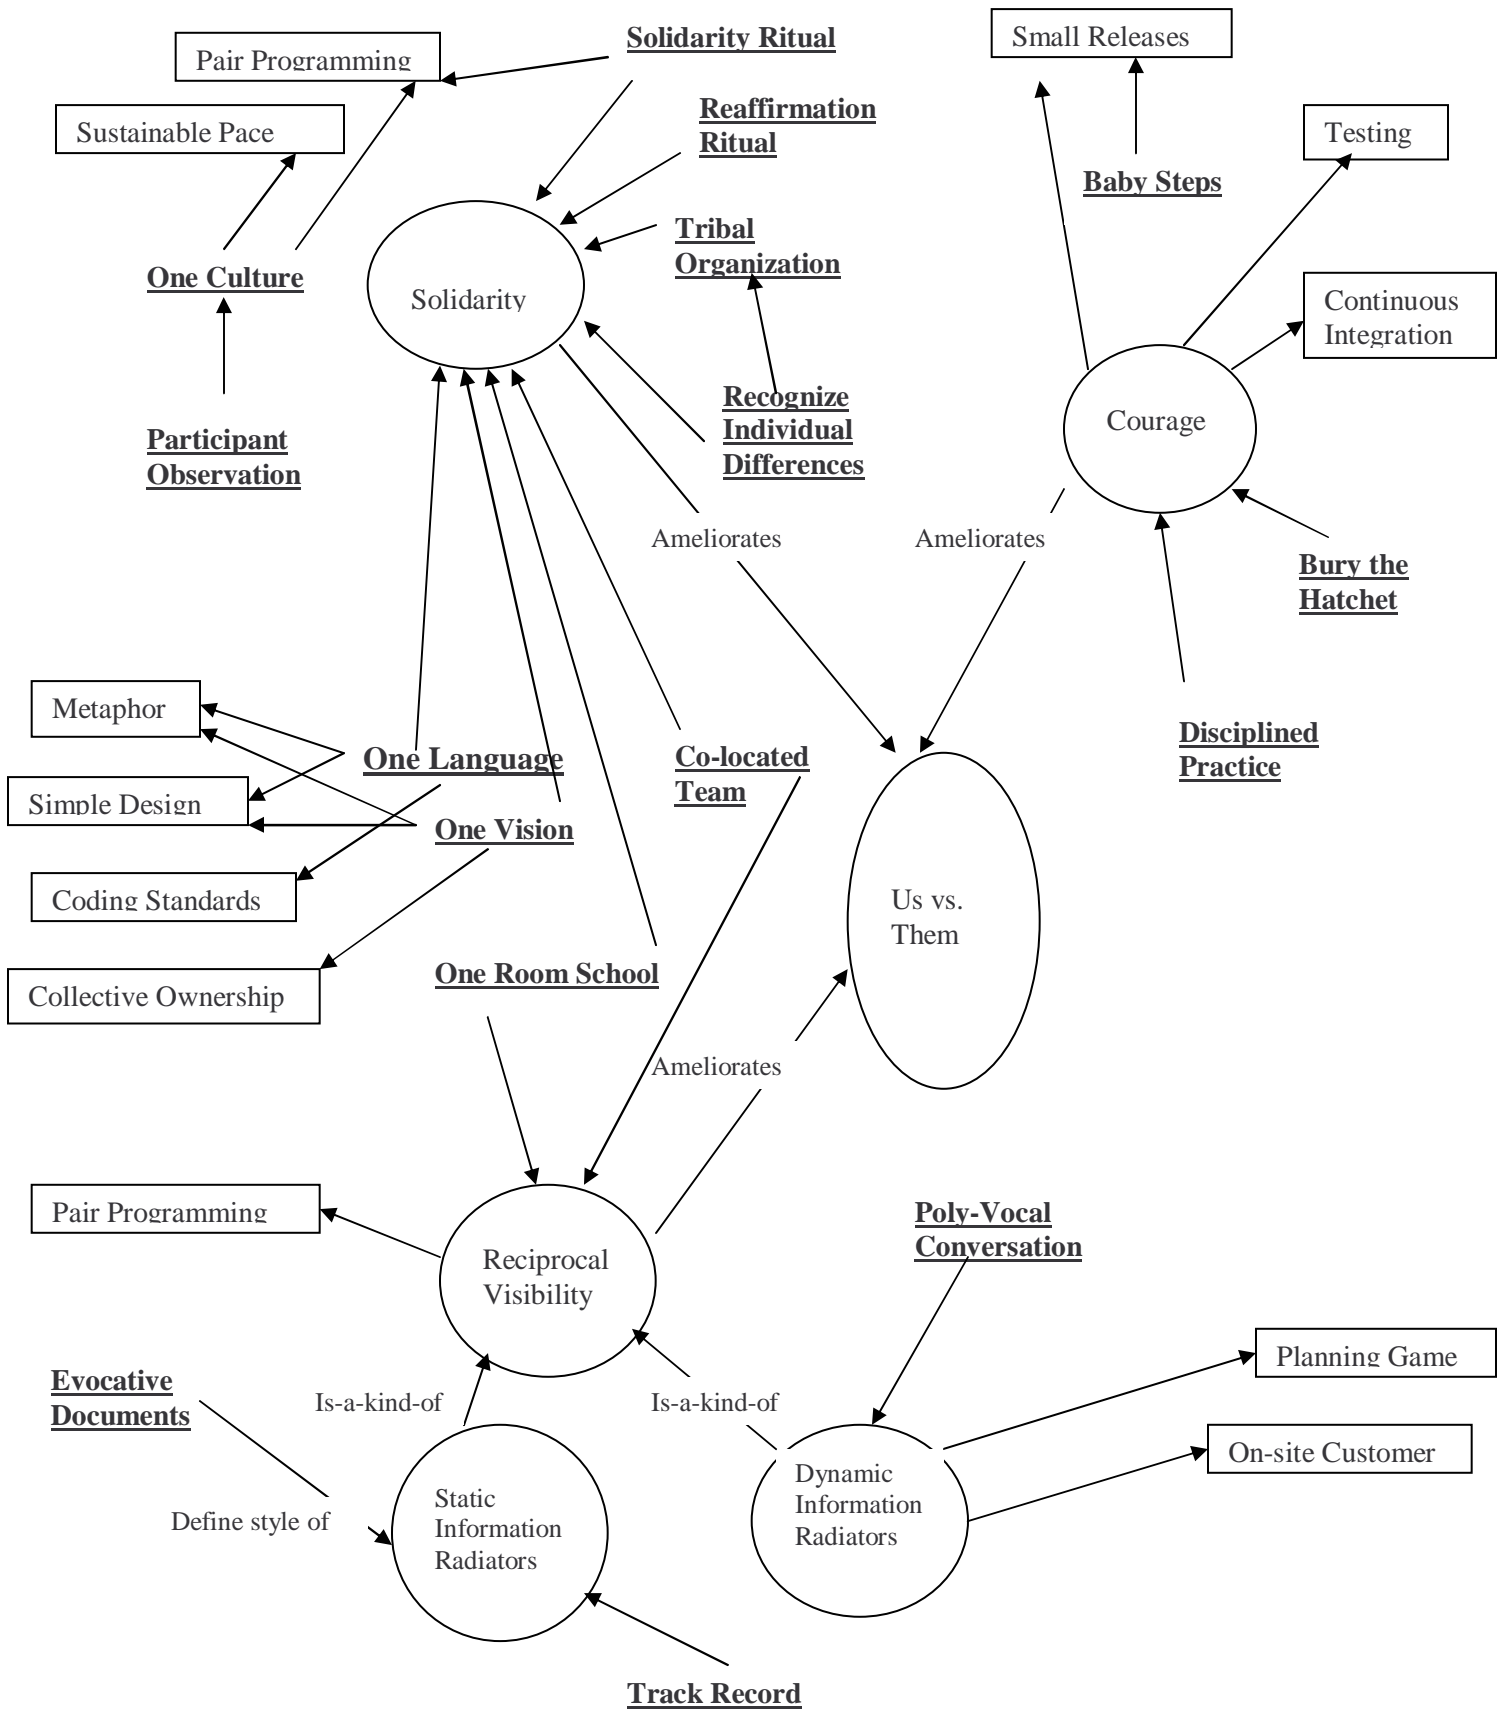 Solidarity Ritual
Small Releases
Pair Programming
Reaffirmation
Ritual
Sustainable Pace
Testing
Baby Steps
Tribal
Organization
One Culture
Solidarity
Continuous
Integration
Recognize
Individual
Differences
Courage
Participant
Observation
Ameliorates
Ameliorates
Bury the
Hatchet
Metaphor
One Language
Co-located
Team
Disciplined
Practice
Simple Design
One Vision
Coding Standards
Us vs.
Them
One Room School
Collective Ownership
Ameliorates
Pair Programming
Poly-Vocal
Conversation
Reciprocal
Visibility
Planning Game
Evocative
Documents
Is-a-kind-of
Is-a-kind-of
On-site Customer
Dynamic
Information
Radiators
Static
Information
Radiators
Define style of
Track Record